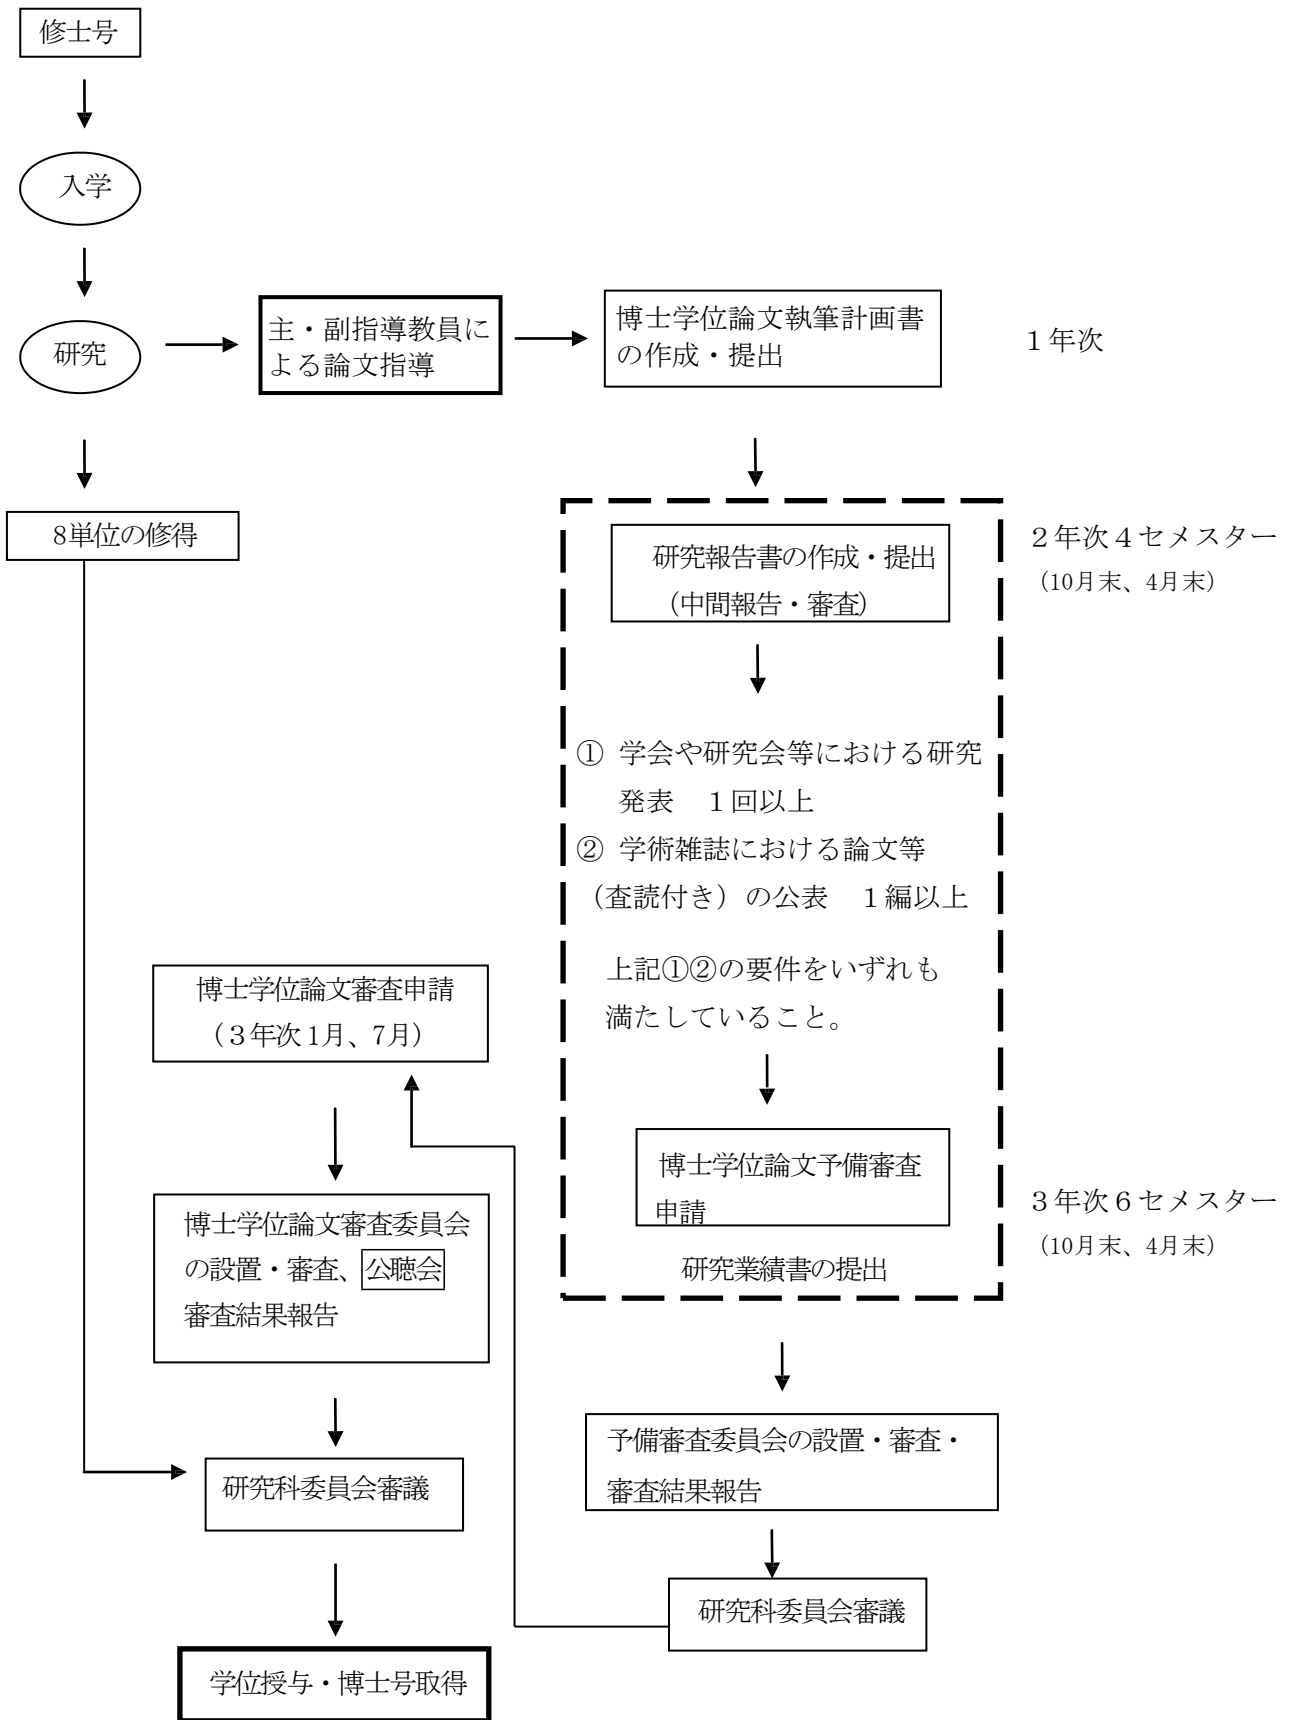 修士号
入学
研究
主・副指導教員に
よる論文指導
博士学位論文執筆計画書
の作成・提出
１年次
8単位の修得
研究報告書の作成・提出
（中間報告・審査）
２年次４セメスター
（10月末、4月末）
① 学会や研究会等における研究
発表　１回以上
② 学術雑誌における論文等
（査読付き）の公表　１編以上
上記①②の要件をいずれも
満たしていること。
博士学位論文審査申請
（３年次 1月、7月）
博士学位論文予備審査
申請
研究業績書の提出
３年次６セメスター
（10月末、4月末）
博士学位論文審査委員会
の設置・審査、公聴会
審査結果報告
予備審査委員会の設置・審査・
審査結果報告
研究科委員会審議
研究科委員会審議
学位授与・博士号取得